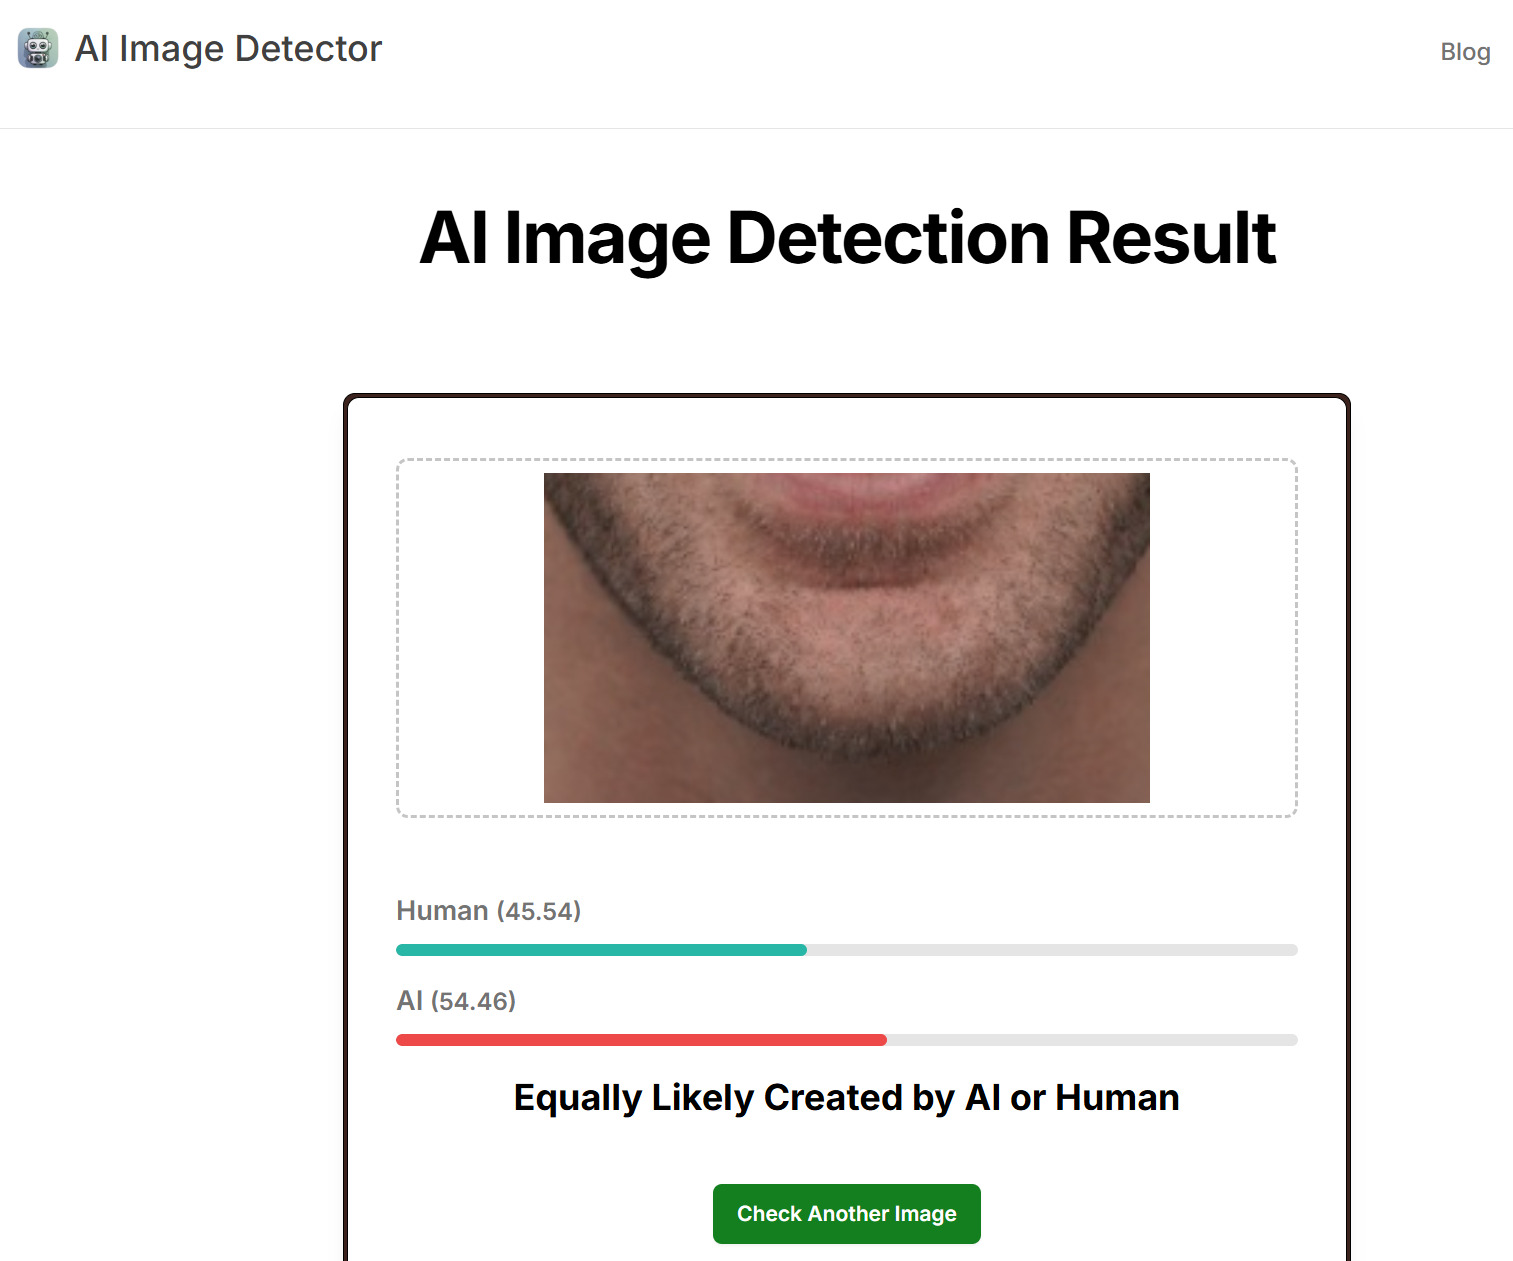 AI Image Detector
Blog
AI Image Detection Result
Human (45.54)
AI (54.46)
Equally Likely Created by AI or Human
Check Another Image